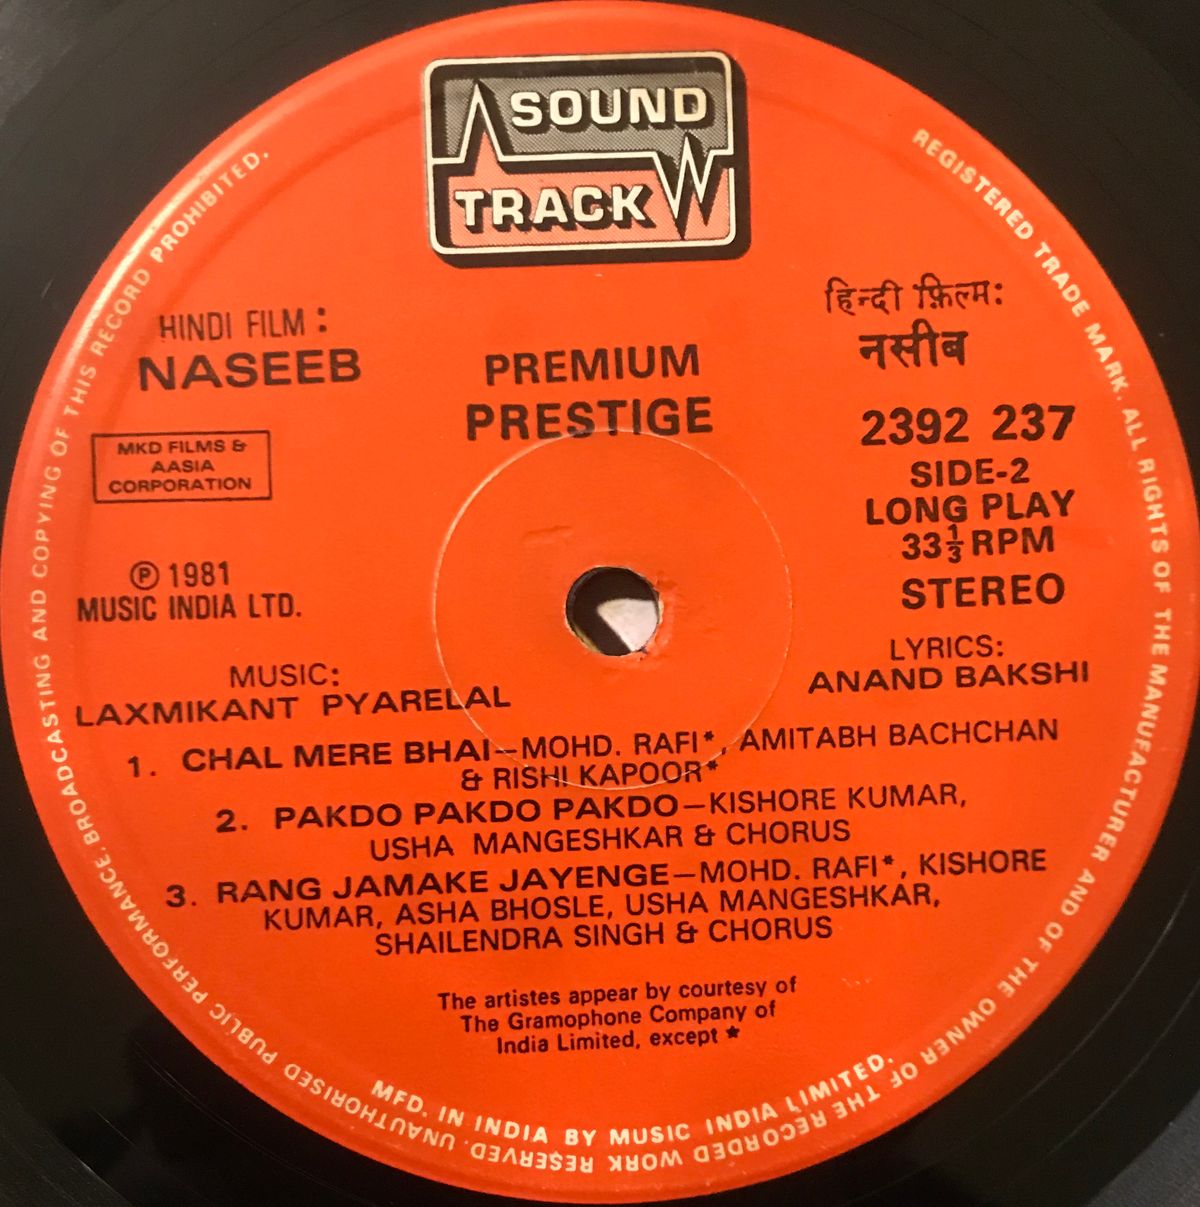 SOUND
TRACK
HINDI FILM :
NASEEB
MKD FILMS &
AASIA
CORPORATION
℗ 1981
MUSIC INDIA LTD.
PREMIUM
PRESTIGE
हिन्दी फ़िल्म:
नसीब
2392 237
SIDE-2
LONG PLAY
33⅓ RPM
STEREO
MUSIC:
LAXMIKANT PYARELAL
LYRICS:
ANAND BAKSHI
1. CHAL MERE BHAI—MOHD. RAFI*, AMITABH BACHCHAN
& RISHI KAPOOR*
2. PAKDO PAKDO PAKDO—KISHORE KUMAR,
USHA MANGESHKAR & CHORUS
3. RANG JAMAKE JAYENGE—MOHD. RAFI*, KISHORE
KUMAR, ASHA BHOSLE, USHA MANGESHKAR,
SHAILENDRA SINGH & CHORUS
The artistes appear by courtesy of
The Gramophone Company of
India Limited, except *
MFD. IN INDIA BY MUSIC INDIA LIMITED.
REGISTERED TRADE MARK. ALL RIGHTS OF THE MANUFACTURER AND OF THE OWNER OF THE RECORDED WORK RESERVED. UNAUTHORISED PUBLIC PERFORMANCE. BROADCASTING AND COPYING OF THIS RECORD PROHIBITED.